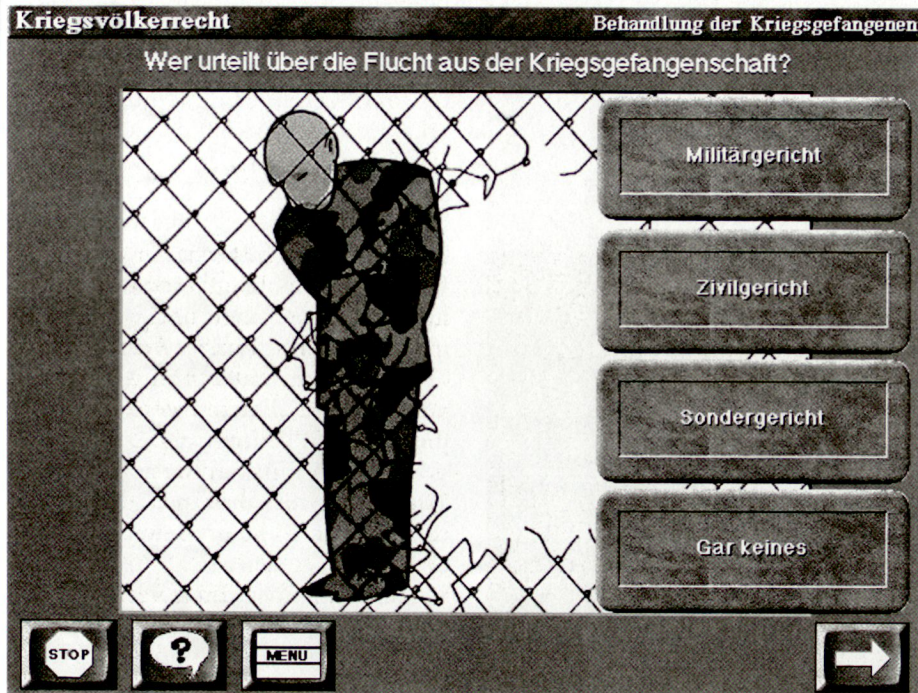 Kriegsvölkerrecht
Behandlung der Kriegsgefangenen
Wer urteilt über die Flucht aus der Kriegsgefangenschaft?
Militärgericht
Zivilgericht
Sondergericht
Gar keines
STOP
?
MENU